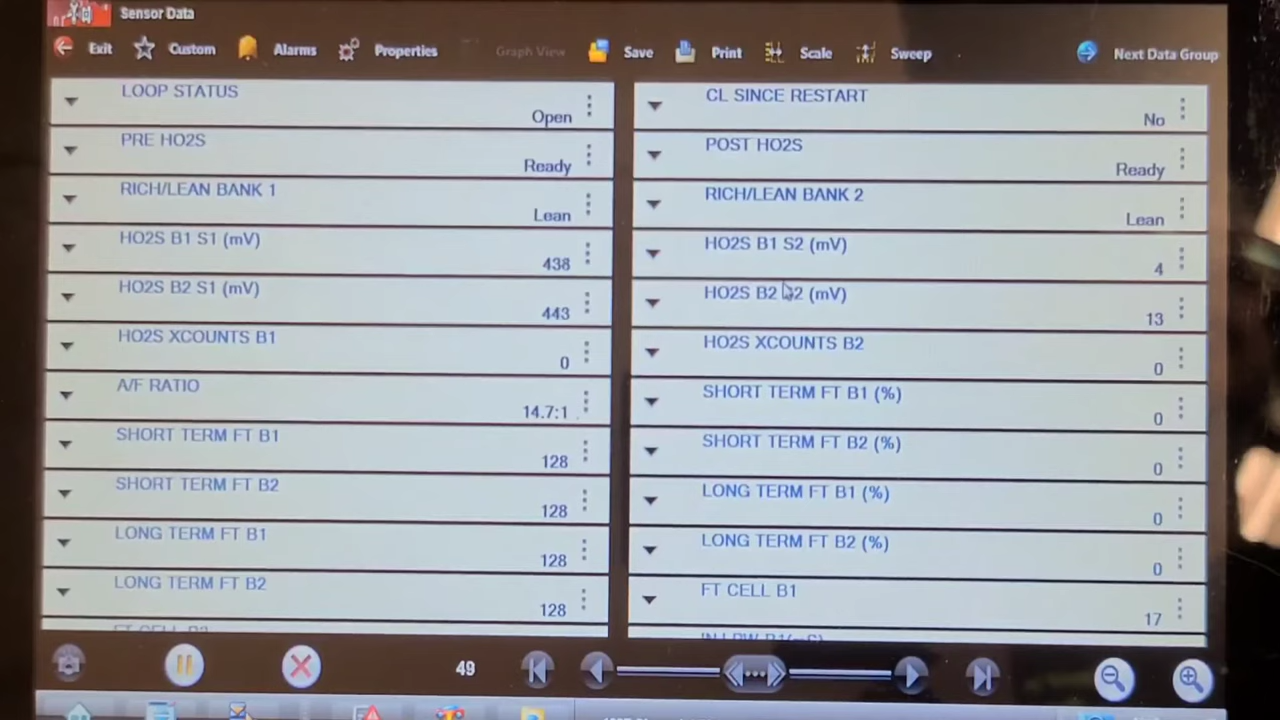 Sensor Data
Exit Custom Alarms Properties Graph View Save Print Scale Sweep Next Data Group
LOOP STATUS
Open
CL SINCE RESTART
No
PRE HO2S
Ready
POST HO2S
Ready
RICH/LEAN BANK 1
Lean
RICH/LEAN BANK 2
Lean
HO2S B1 S1 (mV)
438
HO2S B1 S2 (mV)
4
HO2S B2 S1 (mV)
443
HO2S B2 S2 (mV)
13
HO2S XCOUNTS B1
0
HO2S XCOUNTS B2
0
A/F RATIO
14.7:1
SHORT TERM FT B1 (%)
0
SHORT TERM FT B1
128
SHORT TERM FT B2 (%)
0
SHORT TERM FT B2
128
LONG TERM FT B1 (%)
0
LONG TERM FT B1
128
LONG TERM FT B2 (%)
0
LONG TERM FT B2
128
FT CELL B1
17
49